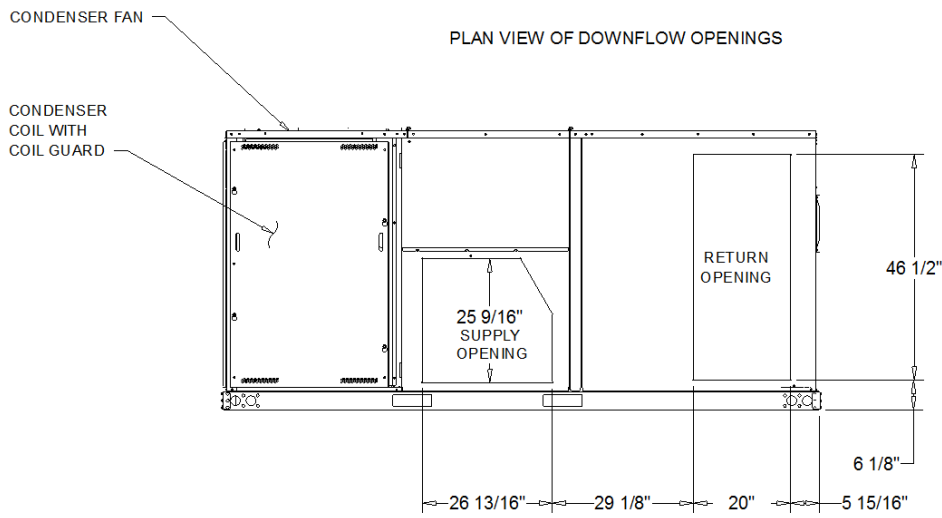 CONDENSER FAN
PLAN VIEW OF DOWNFLOW OPENINGS
CONDENSER
COIL WITH
COIL GUARD
RETURN
OPENING
46 1/2"
25 9/16"
SUPPLY
OPENING
6 1/8"
26 13/16"
29 1/8"
20"
5 15/16"